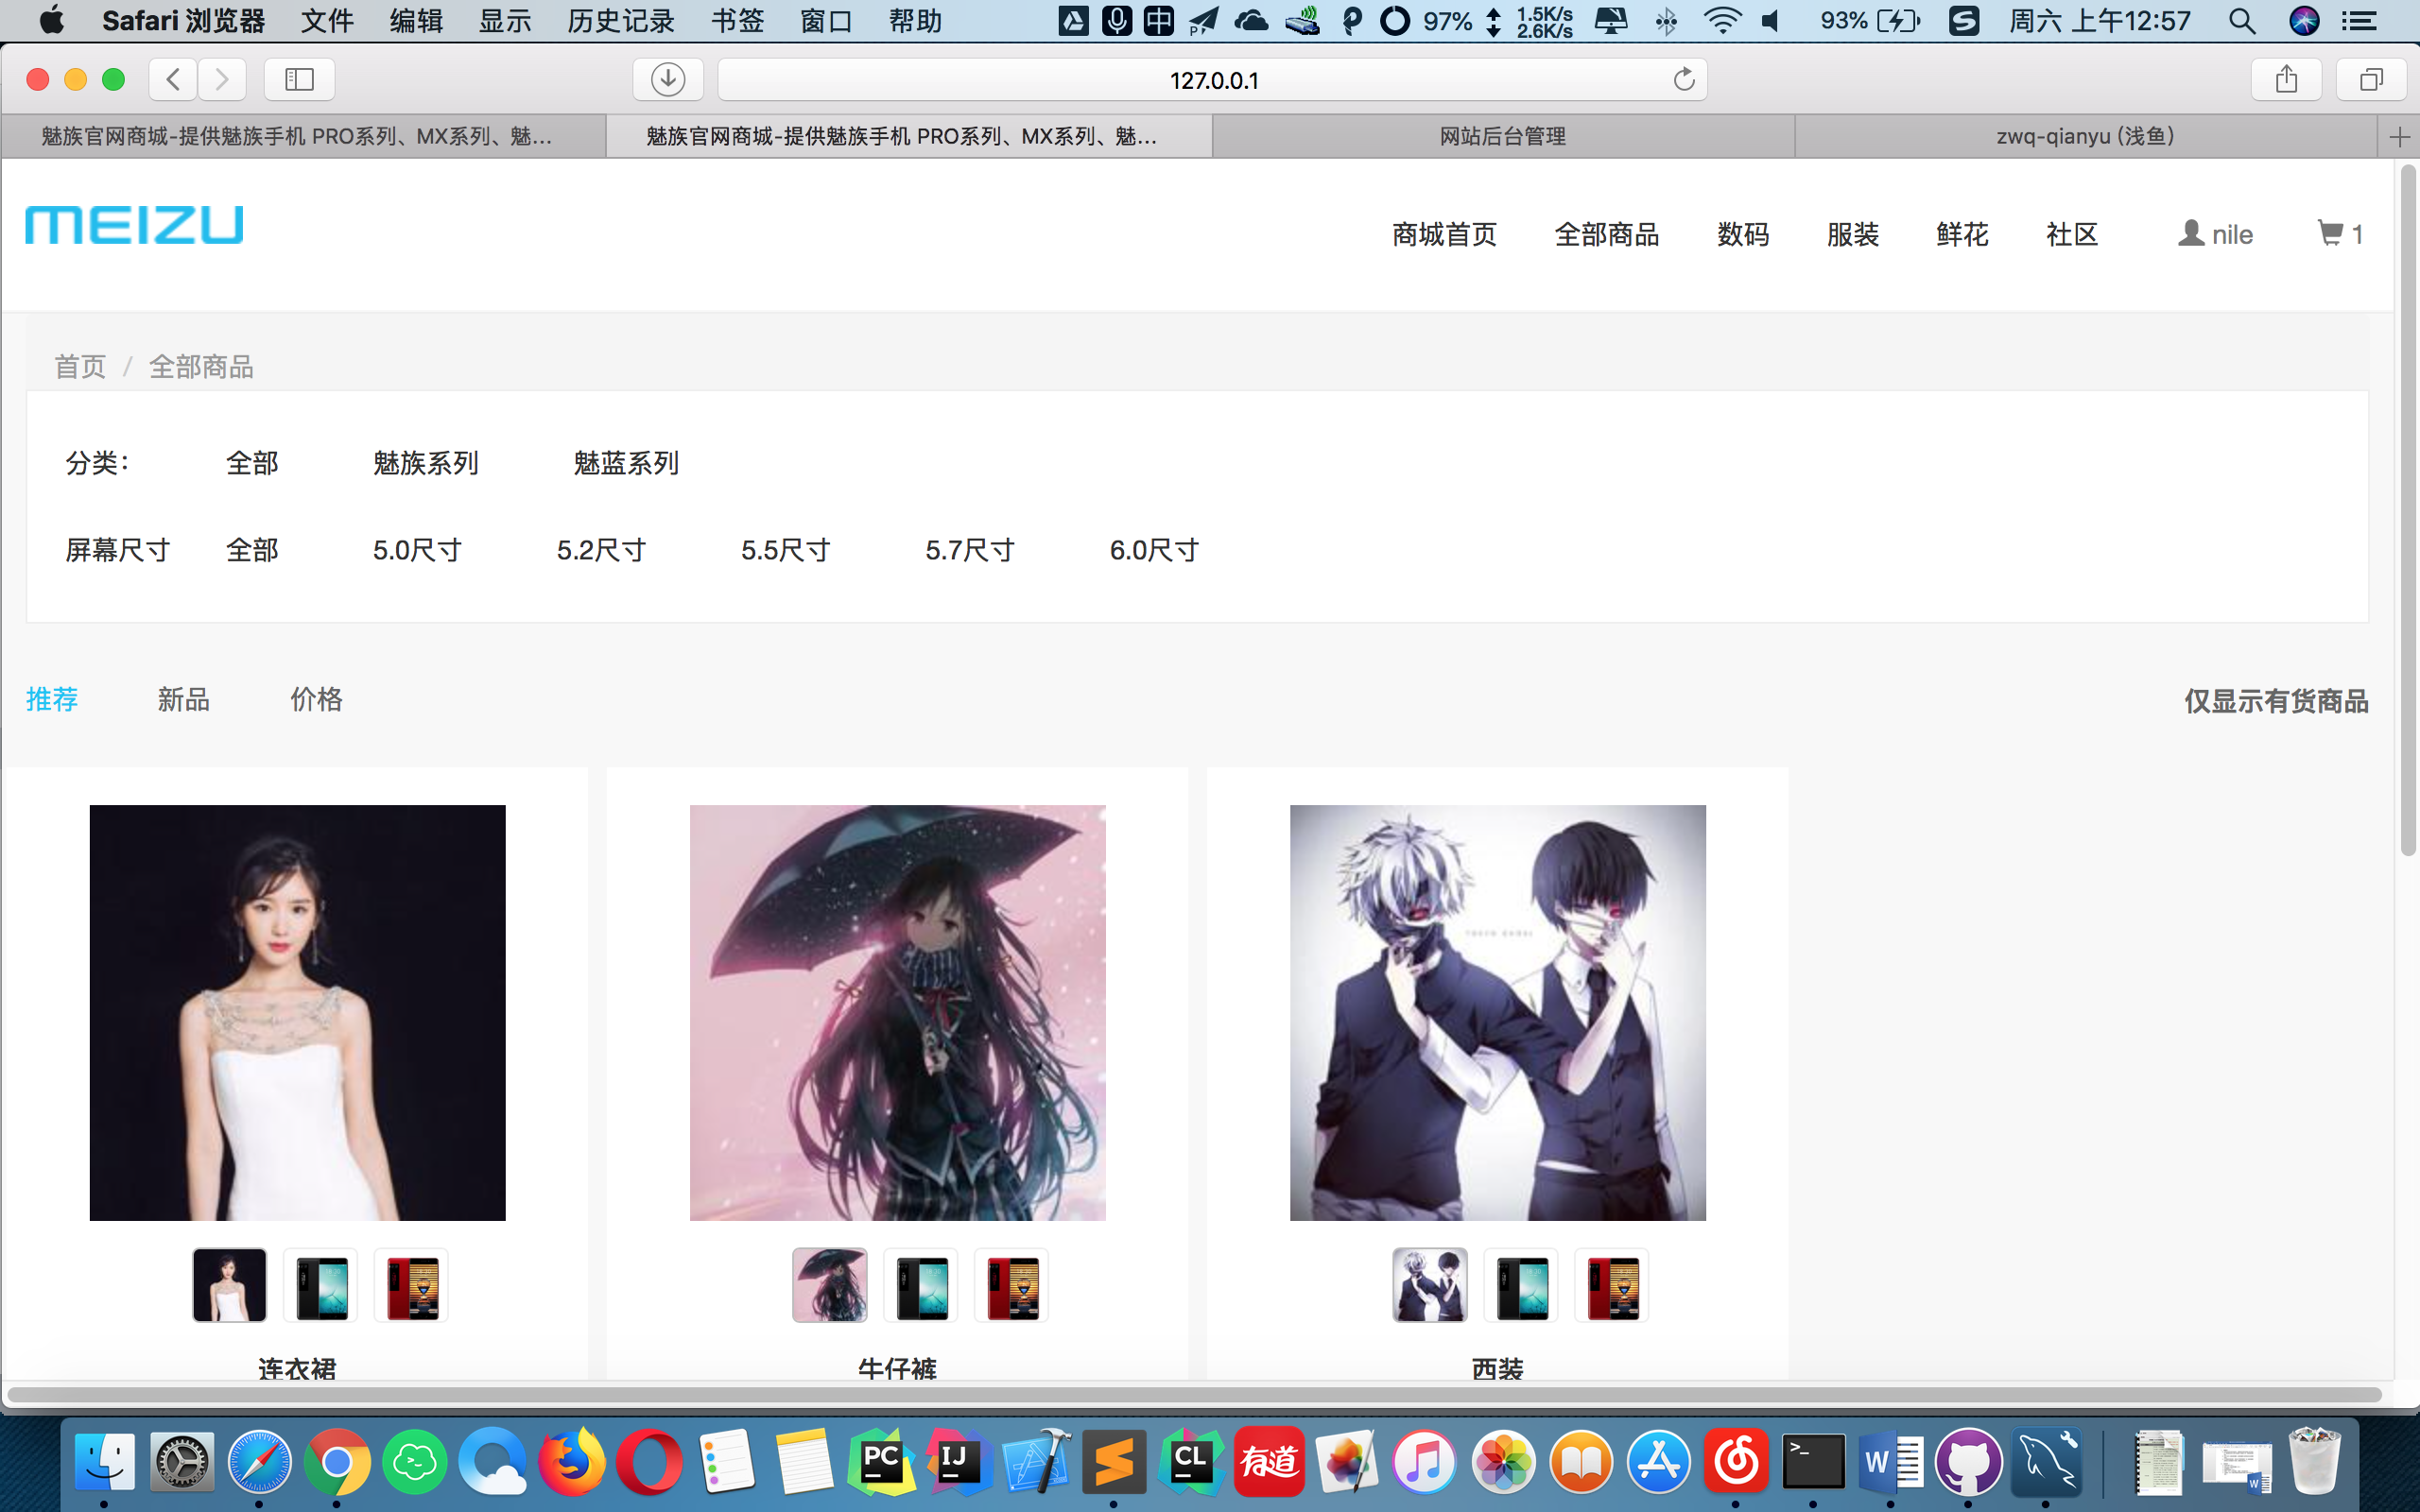 Safari 浏览器 文件 编辑 显示 历史记录 书签 窗口 帮助 中 97% 1.5K/s 2.6K/s 93% 周六 上午12:57
127.0.0.1
魅族官网商城-提供魅族手机 PRO系列、MX系列、魅... 魅族官网商城-提供魅族手机 PRO系列、MX系列、魅... 网站后台管理 zwq-qianyu (浅鱼)
MEIZU
商城首页 全部商品 数码 服装 鲜花 社区 nile 1
首页 / 全部商品
分类： 全部 魅族系列 魅蓝系列
屏幕尺寸 全部 5.0尺寸 5.2尺寸 5.5尺寸 5.7尺寸 6.0尺寸
推荐 新品 价格 仅显示有货商品
连衣裙 牛仔裤 西装
PC IJ CL 有道 >_ W